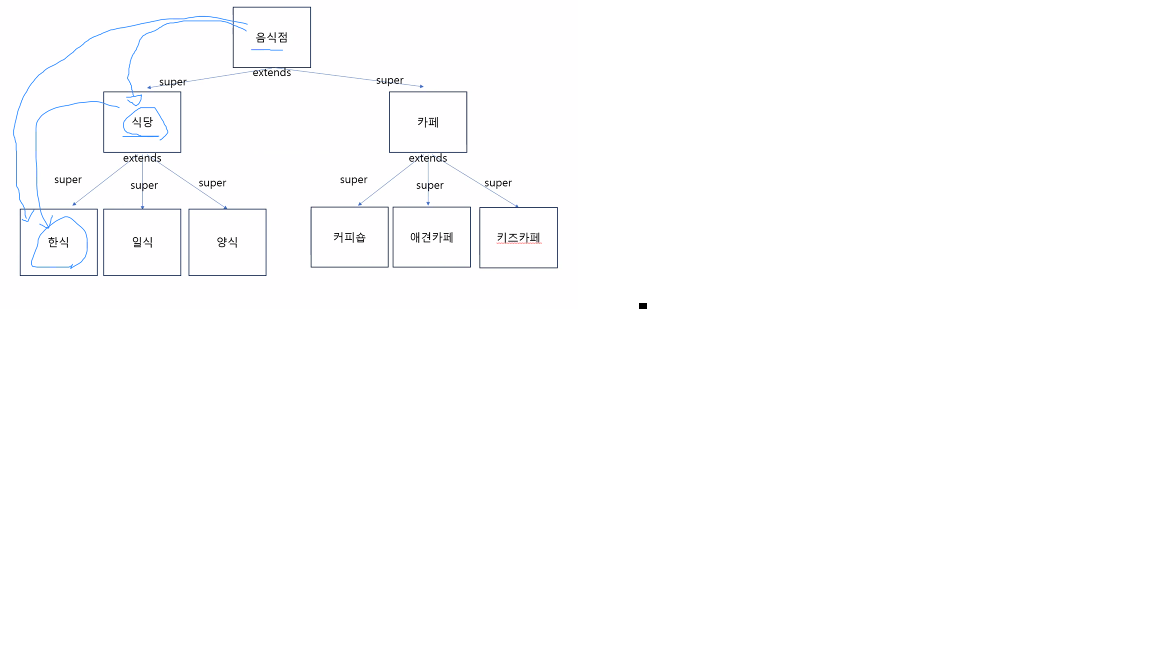 음식점
extends
super
super
식당
카페
extends
extends
super
super
super
super
super
super
한식
일식
양식
커피숍
애견카페
키즈카페